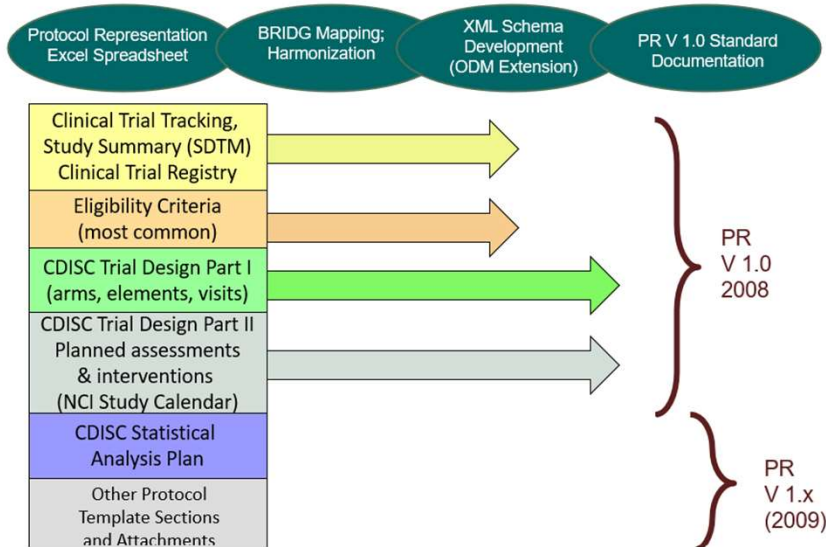 Protocol Representation
Excel Spreadsheet
BRIDG Mapping;
Harmonization
XML Schema
Development
(ODM Extension)
PR V 1.0 Standard
Documentation
Clinical Trial Tracking,
Study Summary (SDTM)
Clinical Trial Registry
Eligibility Criteria
(most common)
CDISC Trial Design Part I
(arms, elements, visits)
CDISC Trial Design Part II
Planned assessments
& interventions
(NCI Study Calendar)
CDISC Statistical
Analysis Plan
Other Protocol
Template Sections
and Attachments
PR
V 1.0
2008
PR
V 1.x
(2009)